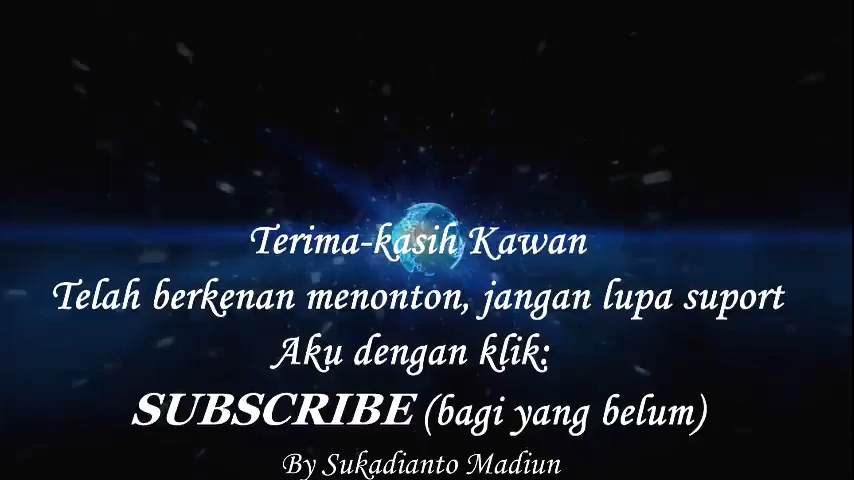 Terima-kasih Kawan
Telah berkenan menonton, jangan lupa suport
Aku dengan klik:
SUBSCRIBE (bagi yang belum)
By Sukadianto Madiun